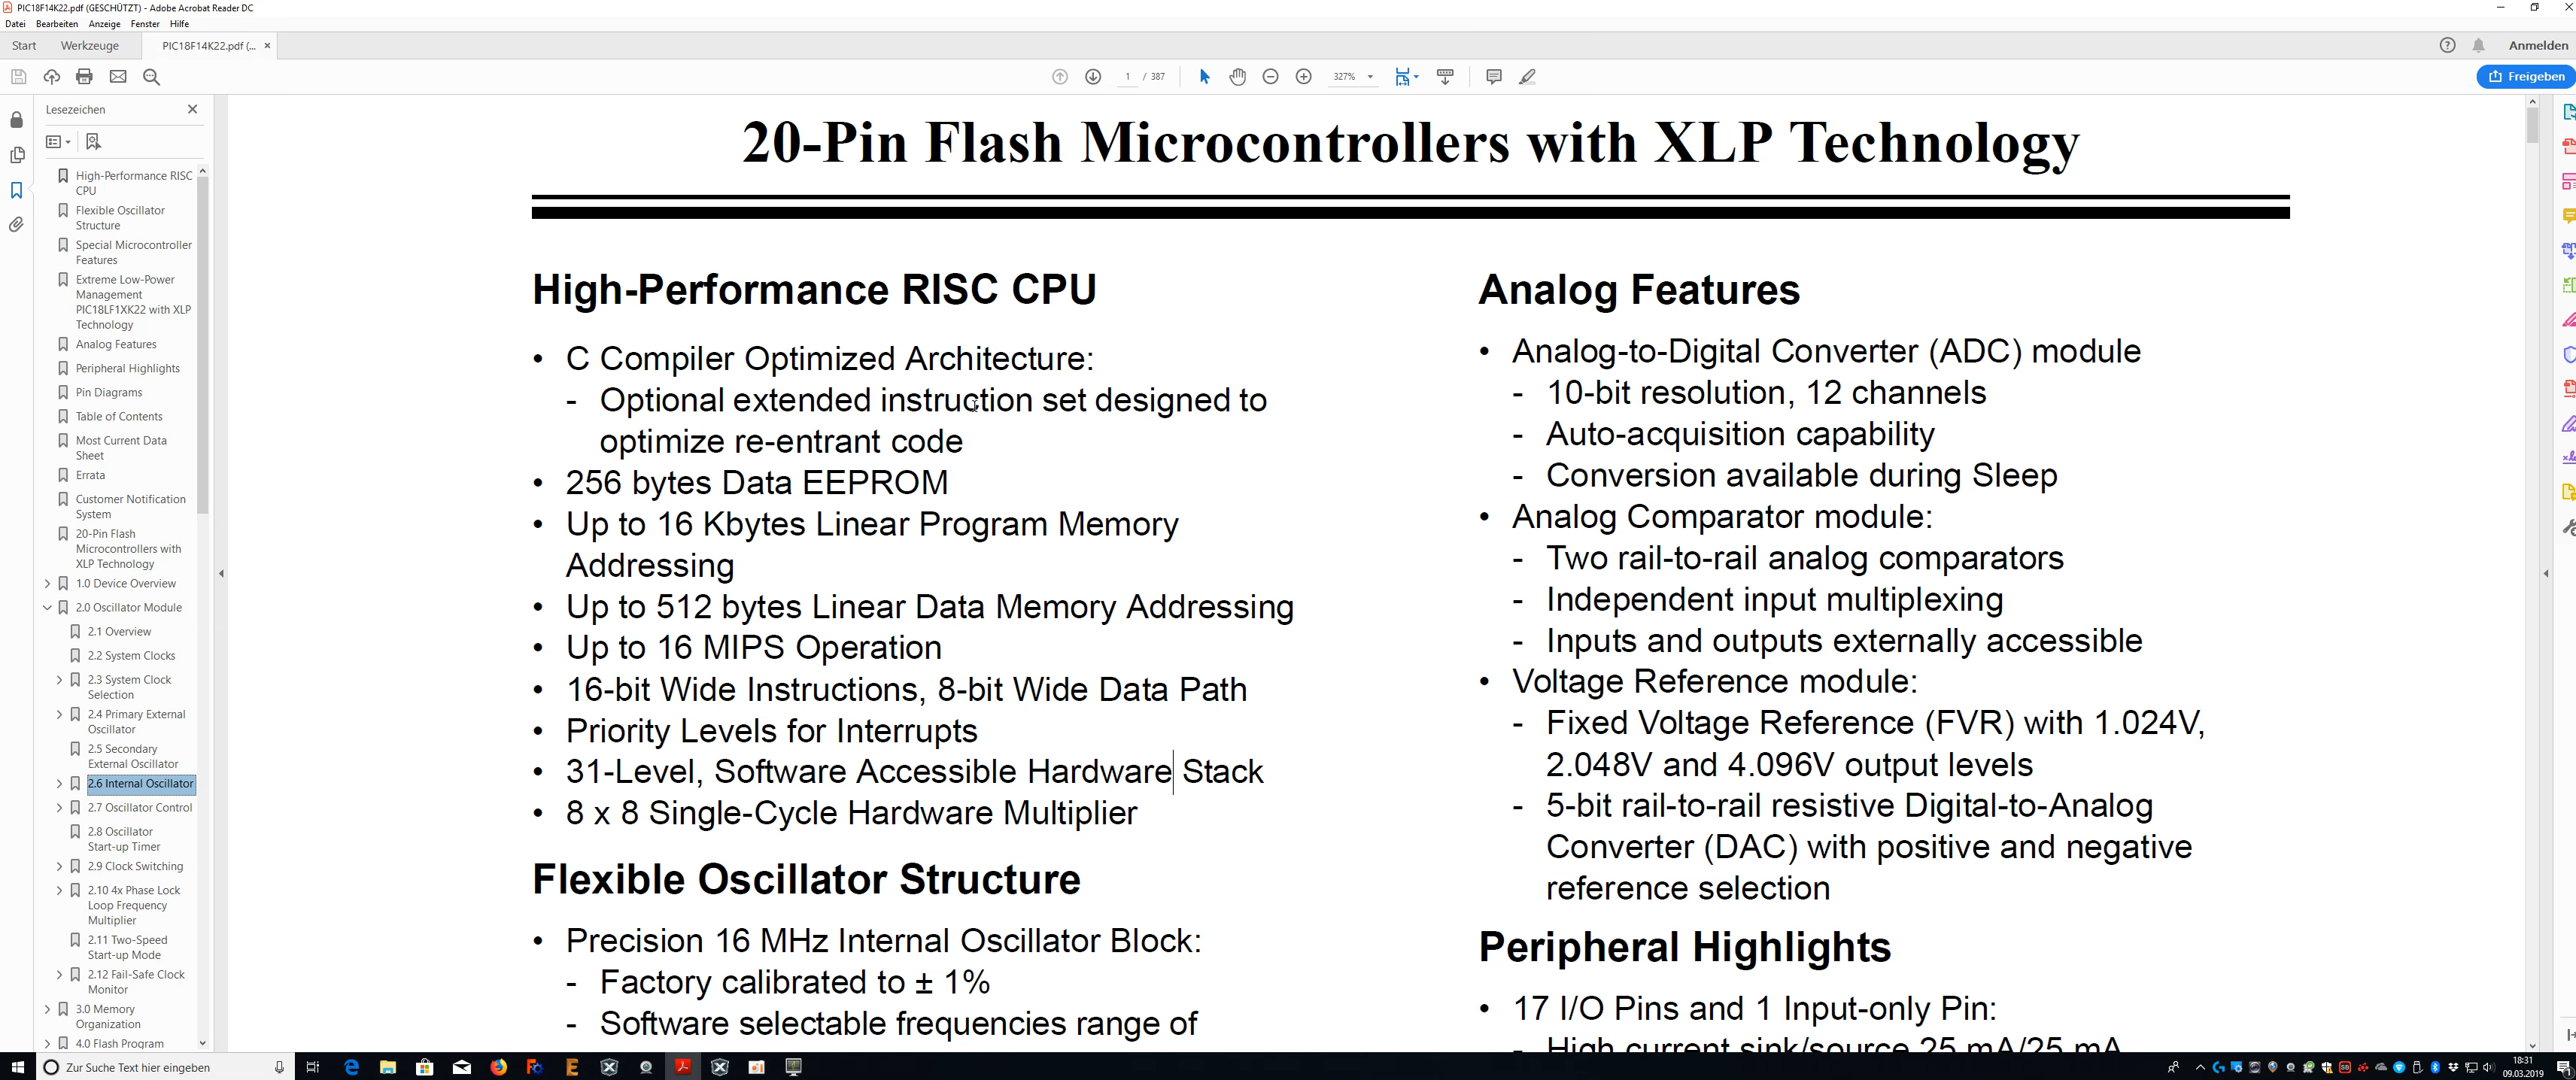 PIC18F14K22.pdf (GESCHÜTZT) - Adobe Acrobat Reader DC
Datei Bearbeiten Anzeige Fenster Hilfe
Start Werkzeuge PIC18F14K22.pdf (... × Anmelden
1 / 387 327% Freigeben
Lesezeichen
High-Performance RISC
CPU
Flexible Oscillator
Structure
Special Microcontroller
Features
Extreme Low-Power
Management
PIC18LF1XK22 with XLP
Technology
Analog Features
Peripheral Highlights
Pin Diagrams
Table of Contents
Most Current Data
Sheet
Errata
Customer Notification
System
20-Pin Flash
Microcontrollers with
XLP Technology
1.0 Device Overview
2.0 Oscillator Module
2.1 Overview
2.2 System Clocks
2.3 System Clock
Selection
2.4 Primary External
Oscillator
2.5 Secondary
External Oscillator
2.6 Internal Oscillator
2.7 Oscillator Control
2.8 Oscillator
Start-up Timer
2.9 Clock Switching
2.10 4x Phase Lock
Loop Frequency
Multiplier
2.11 Two-Speed
Start-up Mode
2.12 Fail-Safe Clock
Monitor
3.0 Memory
Organization
4.0 Flash Program
20-Pin Flash Microcontrollers with XLP Technology
High-Performance RISC CPU
• C Compiler Optimized Architecture:
- Optional extended instruction set designed to
optimize re-entrant code
• 256 bytes Data EEPROM
• Up to 16 Kbytes Linear Program Memory
Addressing
• Up to 512 bytes Linear Data Memory Addressing
• Up to 16 MIPS Operation
• 16-bit Wide Instructions, 8-bit Wide Data Path
• Priority Levels for Interrupts
• 31-Level, Software Accessible Hardware Stack
• 8 x 8 Single-Cycle Hardware Multiplier
Flexible Oscillator Structure
• Precision 16 MHz Internal Oscillator Block:
- Factory calibrated to ± 1%
- Software selectable frequencies range of
Analog Features
• Analog-to-Digital Converter (ADC) module
- 10-bit resolution, 12 channels
- Auto-acquisition capability
- Conversion available during Sleep
• Analog Comparator module:
- Two rail-to-rail analog comparators
- Independent input multiplexing
- Inputs and outputs externally accessible
• Voltage Reference module:
- Fixed Voltage Reference (FVR) with 1.024V,
2.048V and 4.096V output levels
- 5-bit rail-to-rail resistive Digital-to-Analog
Converter (DAC) with positive and negative
reference selection
Peripheral Highlights
• 17 I/O Pins and 1 Input-only Pin:
- High current sink/source 25 mA/25 mA
Zur Suche Text hier eingeben
18:31
09.03.2019